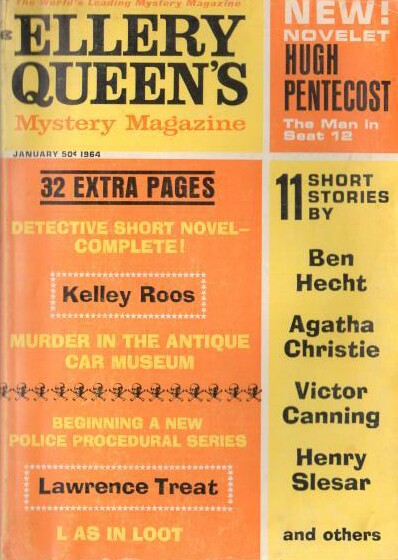 The World's Leading Mystery Magazine
ELLERY
QUEEN'S
Mystery Magazine
JANUARY 50¢ 1964
NEW!
NOVELET
HUGH
PENTECOST
The Man in
Seat 12
32 EXTRA PAGES
DETECTIVE SHORT NOVEL—
COMPLETE!
Kelley Roos
MURDER IN THE ANTIQUE
CAR MUSEUM
BEGINNING A NEW
POLICE PROCEDURAL SERIES
Lawrence Treat
L AS IN LOOT
11 SHORT
STORIES
BY
Ben
Hecht
Agatha
Christie
Victor
Canning
Henry
Slesar
and others